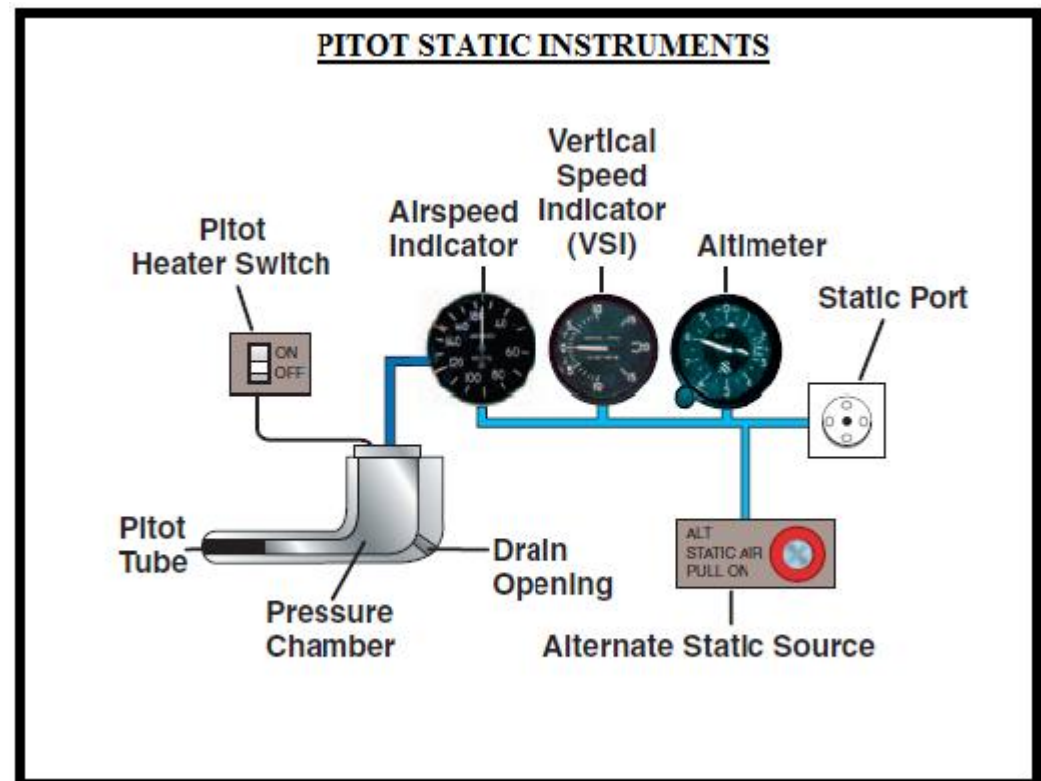 PITOT STATIC INSTRUMENTS
Vertical
Speed
Indicator
(VSI)
Airspeed
Indicator
Altimeter
Pitot
Heater Switch
Static Port
ON
OFF
ALT
STATIC AIR
PULL ON
Pitot
Tube
Drain
Opening
Pressure
Chamber
Alternate Static Source